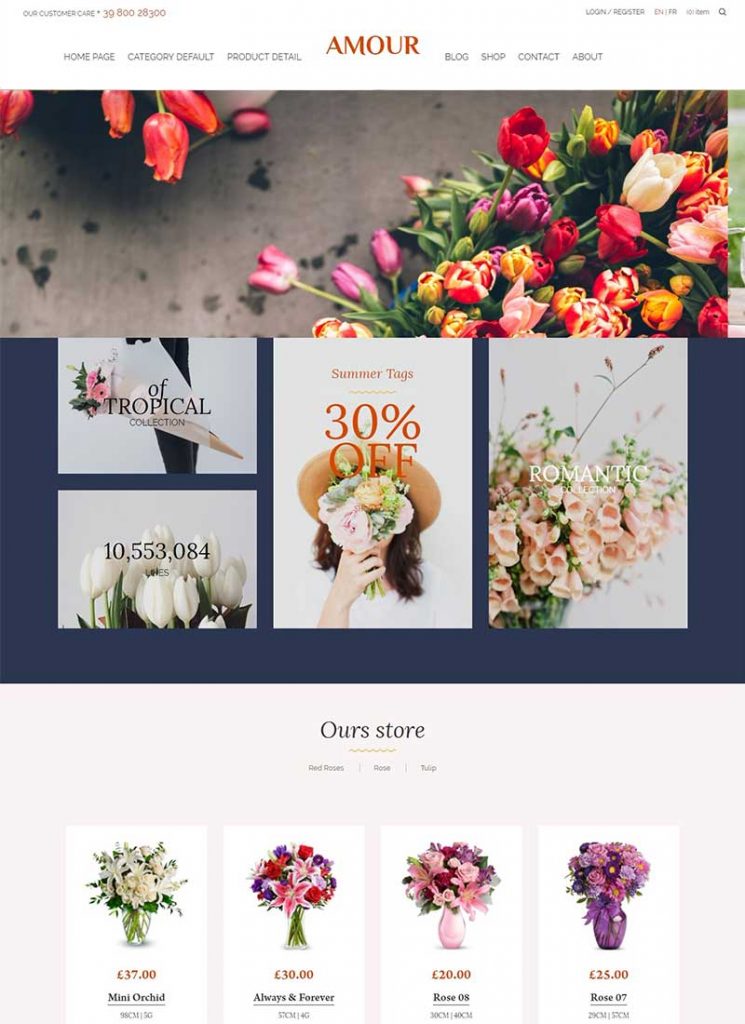 OUR CUSTOMER CARE + 39 800 28300
LOGIN / REGISTER EN | FR (0) item
HOME PAGE CATEGORY DEFAULT PRODUCT DETAIL AMOUR BLOG SHOP CONTACT ABOUT
of
TROPICAL
COLLECTION
10,553,084
Summer Tags
30%
OFF
ROMANTIC
COLLECTION
Ours store
Red Roses | Rose | Tulip
£37.00
Mini Orchid
98CM | 5G
£30.00
Always & Forever
57CM | 4G
£20.00
Rose 08
30CM | 40CM
£25.00
Rose 07
29CM | 57CM